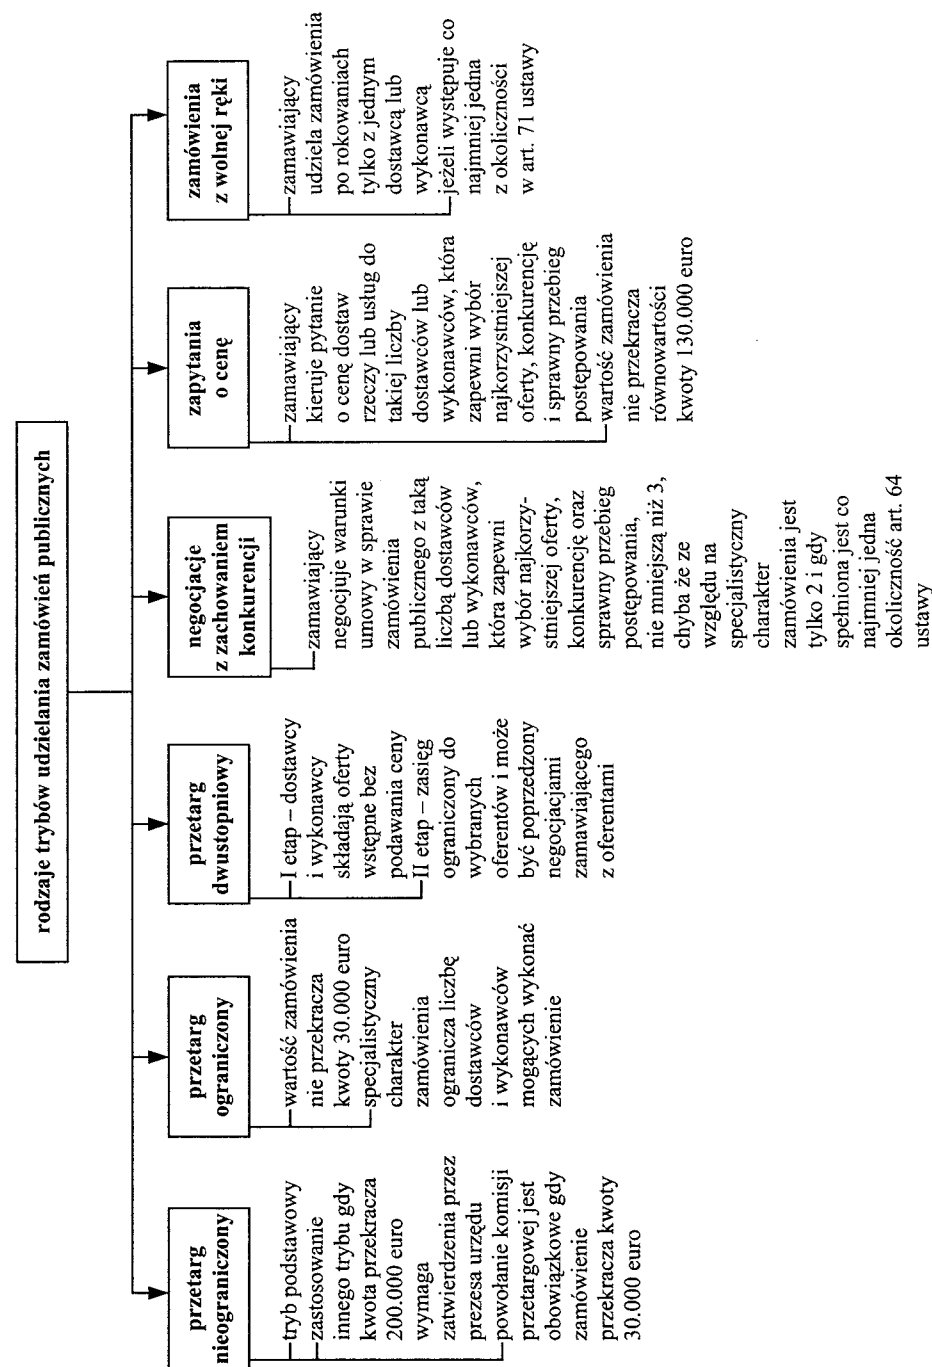 rodzaje trybów udzielania zamówień publicznych
przetarg
nieograniczony
tryb podstawowy
zastosowanie
innego trybu gdy
kwota przekracza
200.000 euro
wymaga
zatwierdzenia przez
prezesa urzędu
powołanie komisji
przetargowej jest
obowiązkowe gdy
zamówienie
przekracza kwoty
30.000 euro
przetarg
ograniczony
wartość zamówienia
nie przekracza
kwoty 30.000 euro
specjalistyczny
charakter
zamówienia
ogranicza liczbę
dostawców
i wykonawców
mogących wykonać
zamówienie
przetarg
dwustopniowy
I etap – dostawcy
i wykonawcy
składają oferty
wstępne bez
podawania ceny
II etap – zasięg
ograniczony do
wybranych
oferentów i może
być poprzedzony
negocjacjami
zamawiającego
z oferentami
negocjacje
z zachowaniem
konkurencji
zamawiający
negocjuje warunki
umowy w sprawie
zamówienia
publicznego z taką
liczbą dostawców
lub wykonawców,
która zapewni
wybór najkorzy-
stniejszej oferty,
konkurencję oraz
sprawny przebieg
postępowania,
nie mniejszą niż 3,
chyba że ze
względu na
specjalistyczny
charakter
zamówienia jest
tylko 2 i gdy
spełniona jest co
najmniej jedna
okoliczność art. 64
ustawy
zapytania
o cenę
zamawiający
kieruje pytanie
o cenę dostaw
rzeczy lub usług do
takiej liczby
dostawców lub
wykonawców, która
zapewni wybór
najkorzystniejszej
oferty, konkurencję
i sprawny przebieg
postępowania
wartość zamówienia
nie przekracza
równowartości
kwoty 130.000 euro
zamówienia
z wolnej ręki
zamawiający
udziela zamówienia
po rokowaniach
tylko z jednym
dostawcą lub
wykonawcą
jeżeli występuje co
najmniej jedna
z okoliczności
w art. 71 ustawy